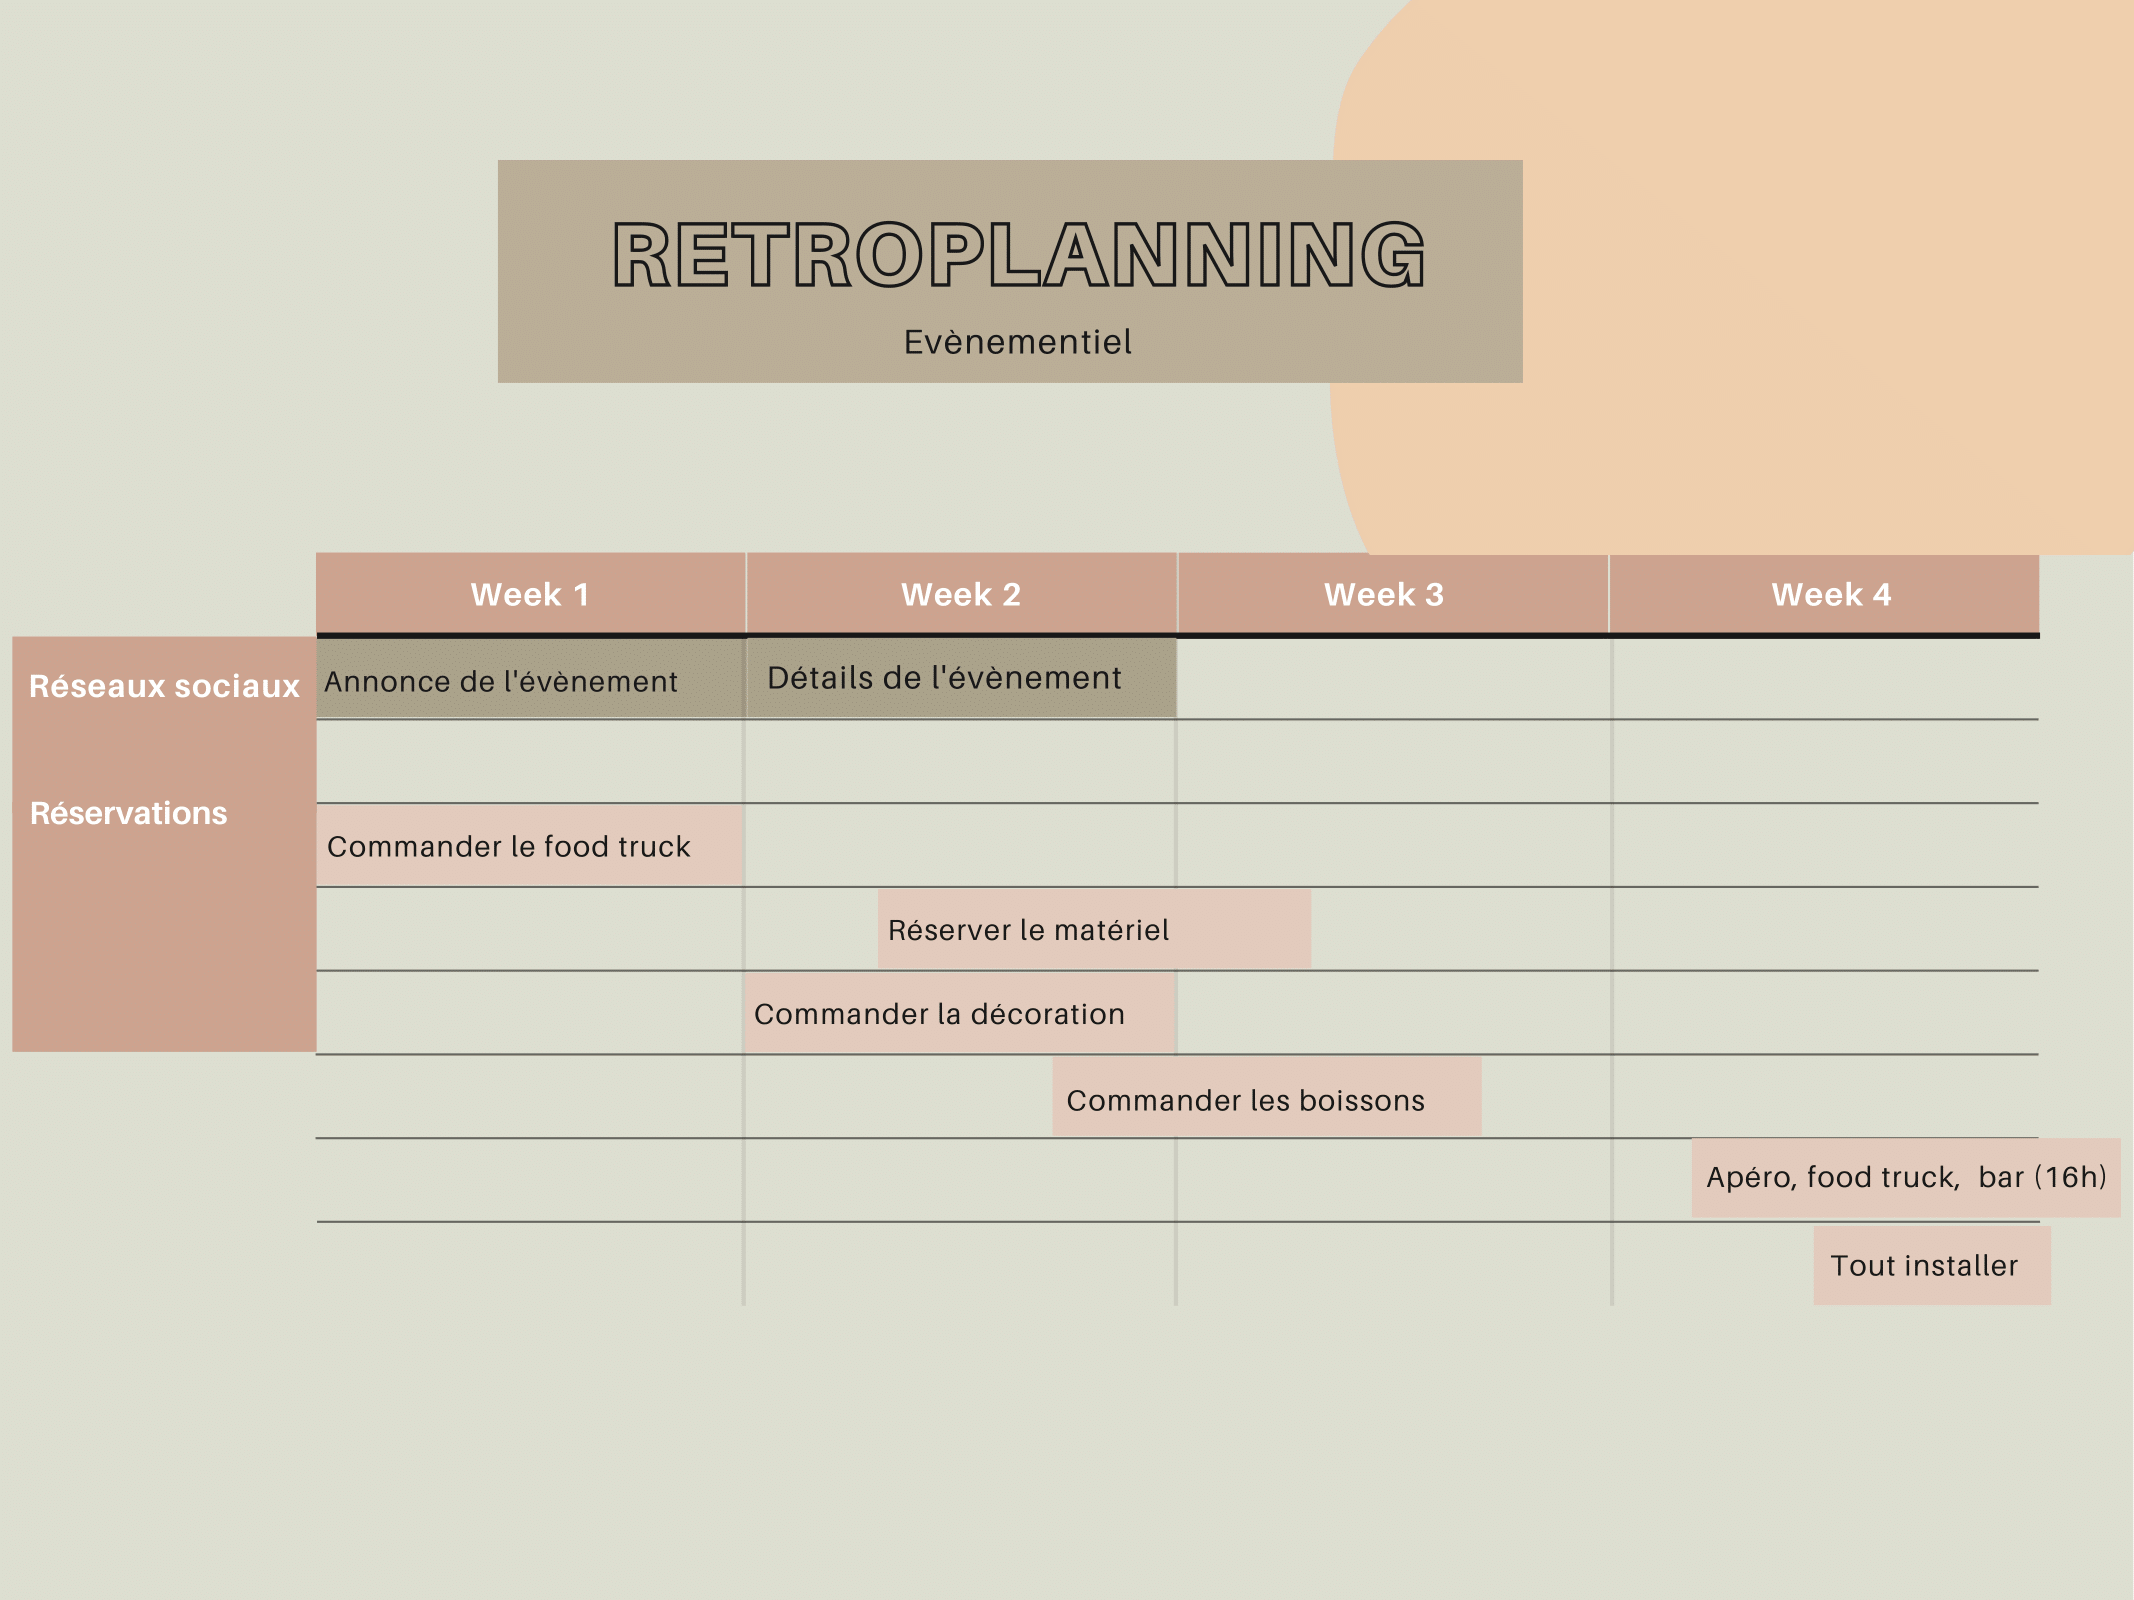 RETROPLANNING
Evènementiel
Week 1 Week 2 Week 3 Week 4
Réseaux sociaux Annonce de l'évènement Détails de l'évènement
Réservations
Commander le food truck
Réserver le matériel
Commander la décoration
Commander les boissons
Apéro, food truck, bar (16h)
Tout installer